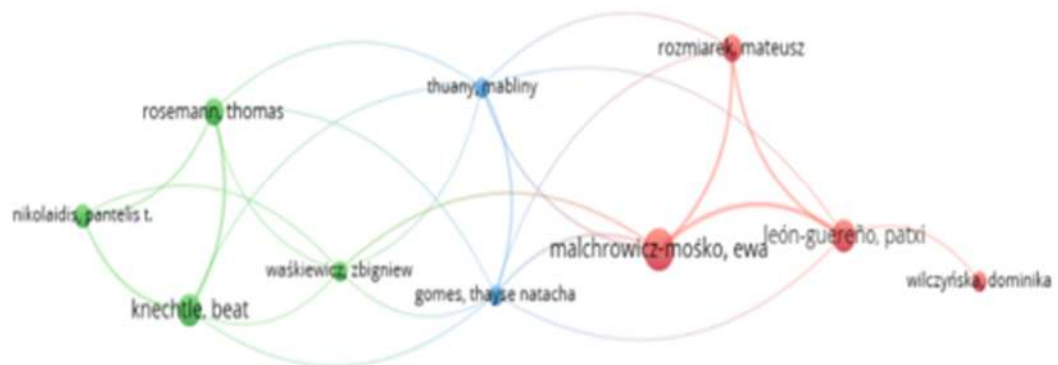 rozmiarek, mateusz
thuany, mabliny
rosemann, thomas
nikolaidis, pantelis t.
malchrowicz-mośko, ewa
león-guereño, patxi
waśkiewicz, zbigniew
gomes, thayse natacha
wilczyńska, dominika
knechtle, beat